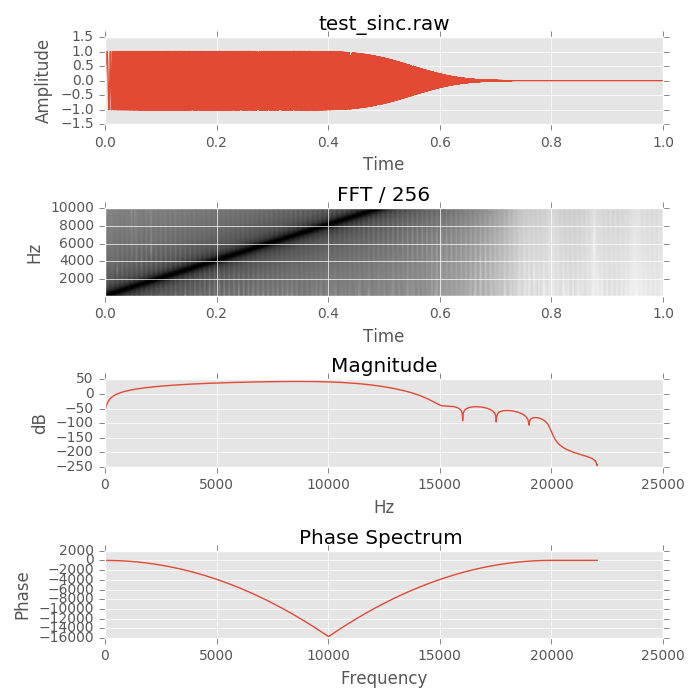 test_sinc.raw
1.5
1.0
0.5
0.0
−0.5
−1.0
−1.5
Amplitude
0.0 0.2 0.4 0.6 0.8 1.0
Time
FFT / 256
10000
8000
6000
4000
2000
Hz
0.0 0.2 0.4 0.6 0.8 1.0
Time
Magnitude
50
0
−50
−100
−150
−200
−250
dB
0 5000 10000 15000 20000 25000
Hz
Phase Spectrum
2000
0
−2000
−4000
−6000
−8000
−10000
−12000
−14000
−16000
Phase
0 5000 10000 15000 20000 25000
Frequency